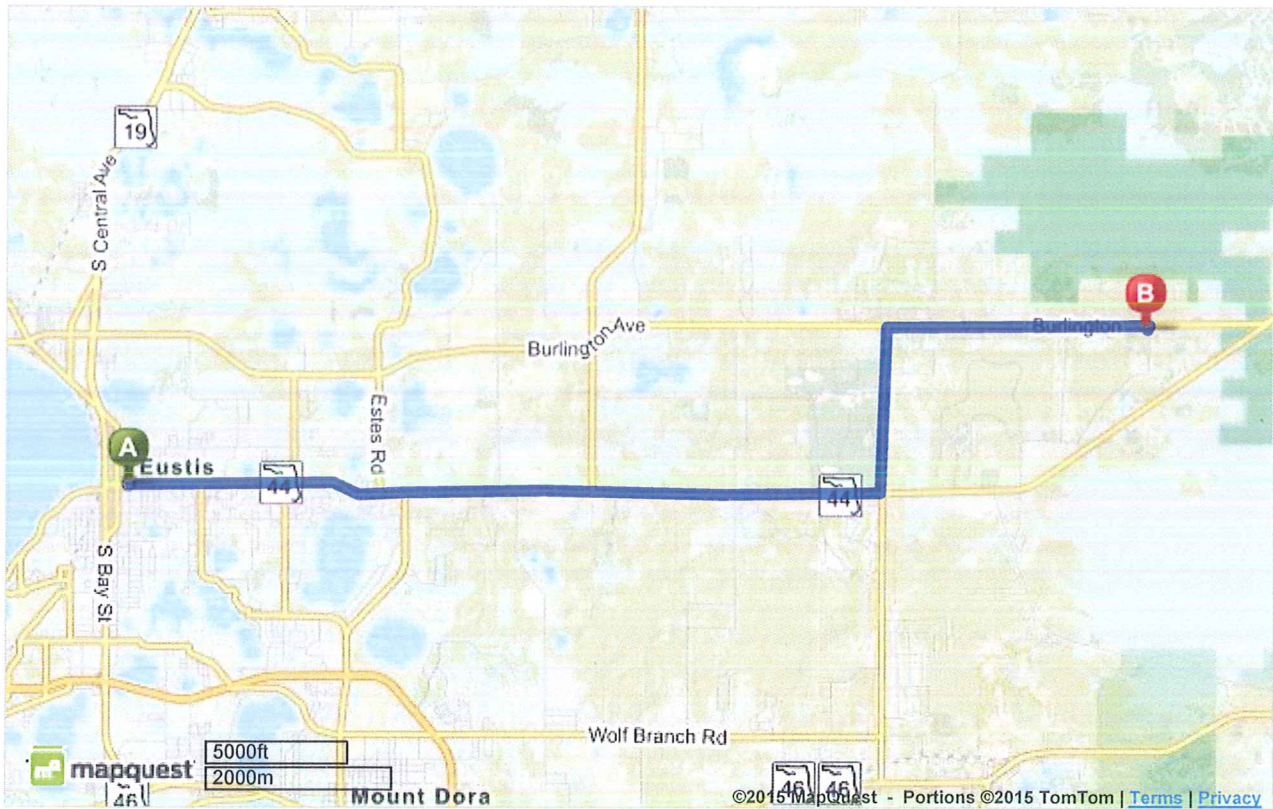 19
S Central Ave
B
Burlington Ave
Burlington
Estes Rd
A
Eustis
44
44
S Bay St
Wolf Branch Rd
5000ft
mapquest
2000m
46
Mount Dora
46
46
©2015 MapQuest - Portions ©2015 TomTom | Terms | Privacy